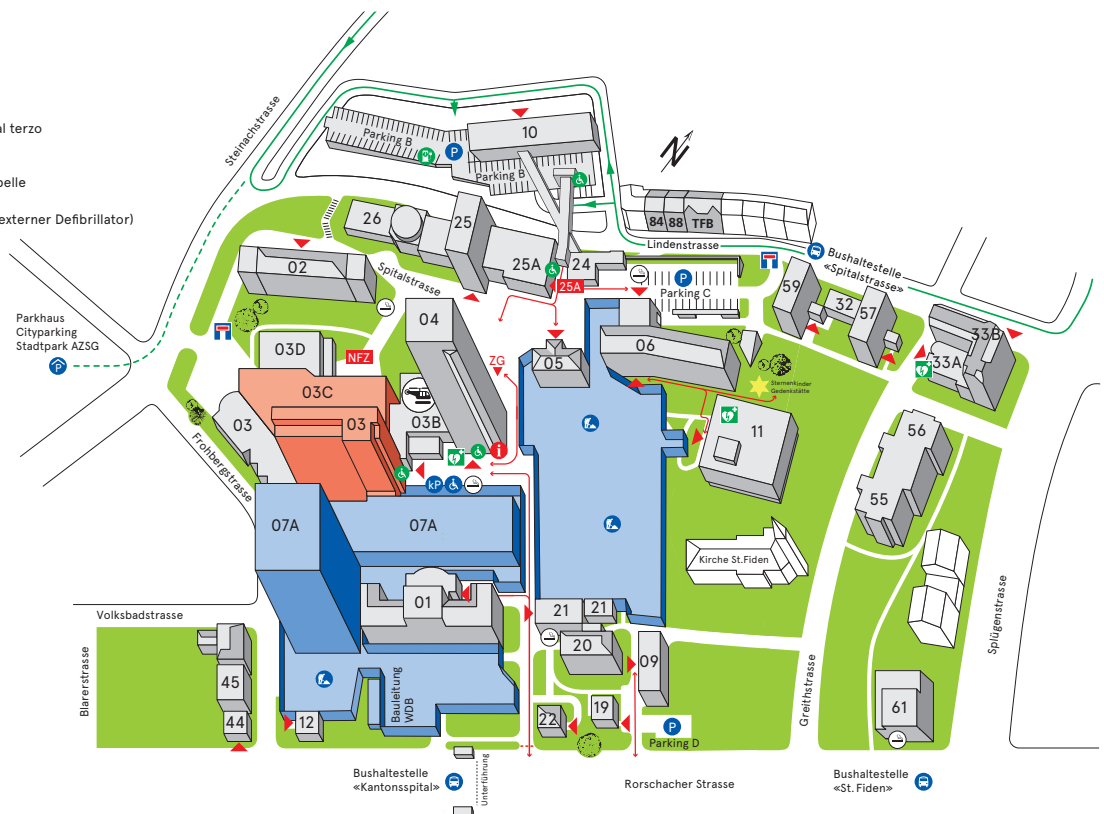 al terzo
pelle
externer Defibrillator)
Steinachstrasse
Parking B
P
10
Parking B
N
84 88 TFB
Lindenstrasse
Bushaltestelle
«Spitalstrasse»
26
25
25A
24
25A
02
Spitalstrasse
P
Parking C
59
32
57
33B
33A
Parkhaus
Cityparking
Stadtpark AZSG
P
04
03D
NFZ
ZG
05
06
Sternenkinder
Gedenkstätte
03C
03
03
03B
i
kP
11
56
55
Frohbergstrasse
07A
07A
Kirche St.Fiden
01
21
21
20
09
Volksbadstrasse
Blarerstrasse
45
44
12
Bauleitung
WDB
22
19
P
Parking D
Greithstrasse
Splügenstrasse
61
Bushaltestelle
«Kantonsspital»
Unterführung
Rorschacher Strasse
Bushaltestelle
«St. Fiden»